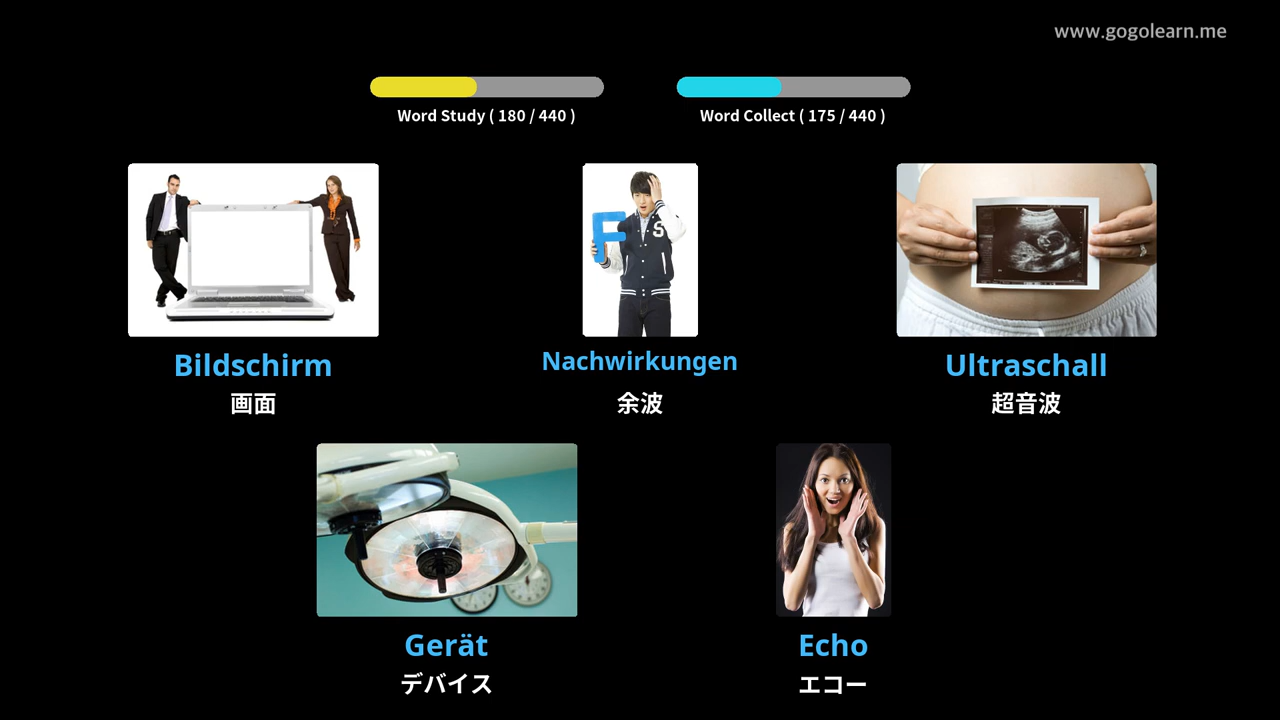 www.gogolearn.me
Word Study ( 180 / 440 )
Word Collect ( 175 / 440 )
F
S
Bildschirm
Nachwirkungen
Ultraschall
画面
余波
超音波
Gerät
Echo
デバイス
エコー